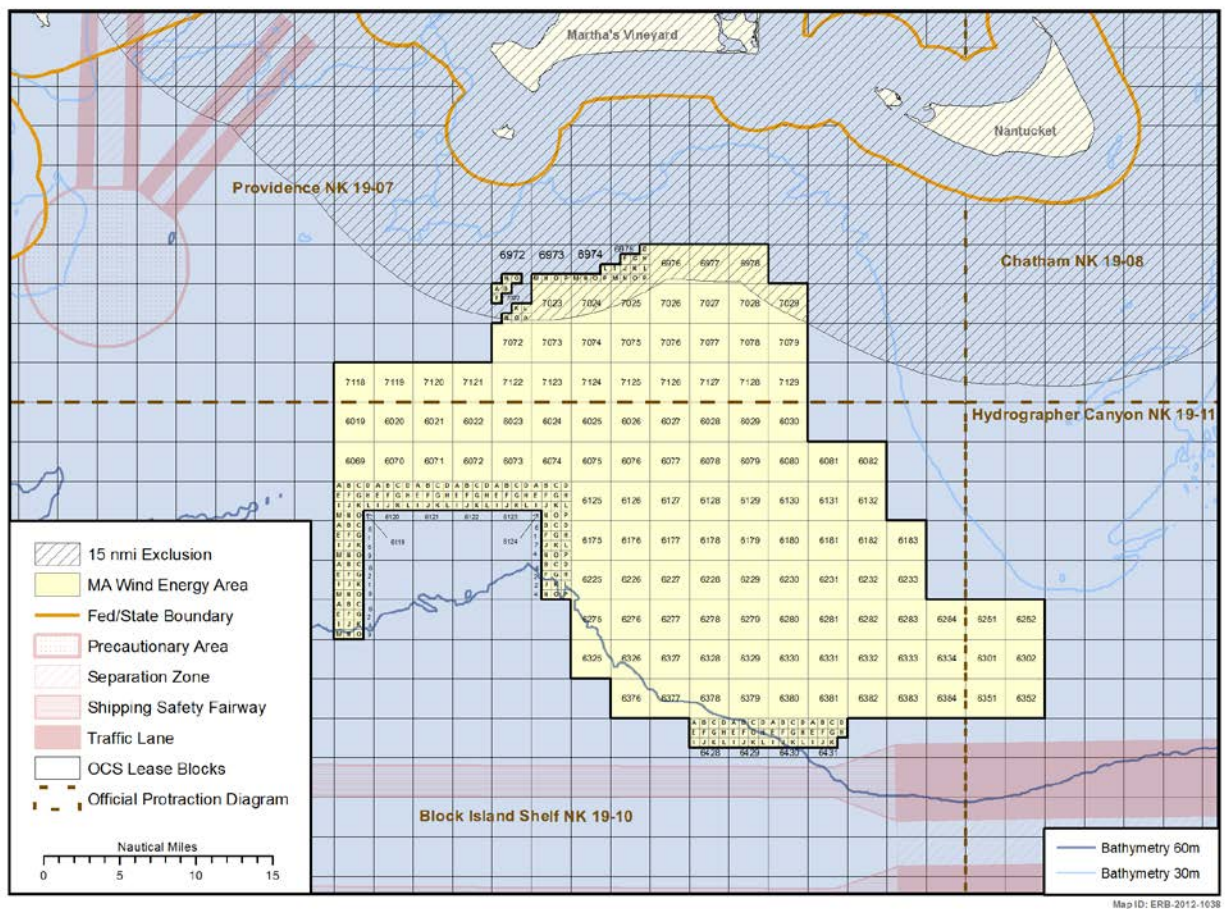 Martha's Vineyard
Nantucket
Providence NK 19-07
Chatham NK 19-08
6972 6973 6974 6975
6976 6977 6978
7023 7024 7025 7026 7027 7028 7029
7072 7073 7074 7075 7076 7077 7078 7079
7118 7119 7120 7121 7122 7123 7124 7125 7126 7127 7128 7129
Hydrographer Canyon NK 19-11
6019 6020 6021 6022 6023 6024 6025 6026 6027 6028 6029 6030
6069 6070 6071 6072 6073 6074 6075 6076 6077 6078 6079 6080 6081 6082
6125 6126 6127 6128 6129 6130 6131 6132
6120 6121 6122 6123
6119 6124
6175 6176 6177 6178 6179 6180 6181 6182 6183
6225 6226 6227 6228 6229 6230 6231 6232 6233
6275 6276 6277 6278 6279 6280 6281 6282 6283 6284 6251 6252
6325 6326 6327 6328 6329 6330 6331 6332 6333 6334 6301 6302
6376 6377 6378 6379 6380 6381 6382 6383 6384 6351 6352
6428 6429 6430 6431
Block Island Shelf NK 19-10
15 nmi Exclusion
MA Wind Energy Area
Fed/State Boundary
Precautionary Area
Separation Zone
Shipping Safety Fairway
Traffic Lane
OCS Lease Blocks
Official Protraction Diagram
Nautical Miles
0 5 10 15
Bathymetry 60m
Bathymetry 30m
Map ID: ERB-2012-1038